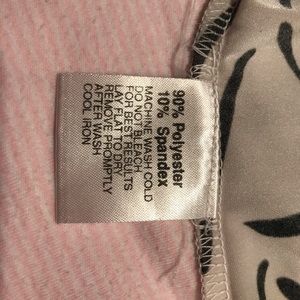 90% Polyester
10% Spandex
MACHINE WASH COLD
DO NOT BLEACH
FOR BEST RESULTS
LAY FLAT TO DRY
REMOVE PROMPTLY
AFTER WASH
COOL IRON